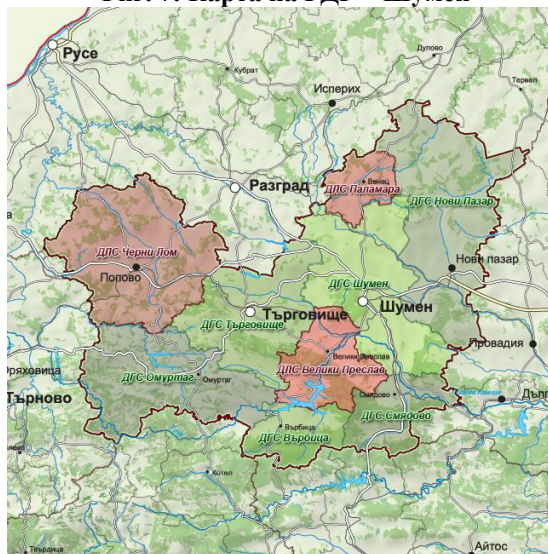 Русе
Дулово
Кубрат
Тервел
Исперих
Разград
Венец
ДЛС Паламара
ДГС Нови Пазар
ДЛС Черни Лом
Попово
Нови пазар
ДГС Шумен
Търговище
Шумен
ДГС Търговище
Провадия
Велики Преслав
ДЛС Велики Преслав
ДГС Омуртаг
Омуртаг
Смядово
Търново
ДГС Смядово
Върбица
ДГС Върбица
Котел
Твърдица
Айтос